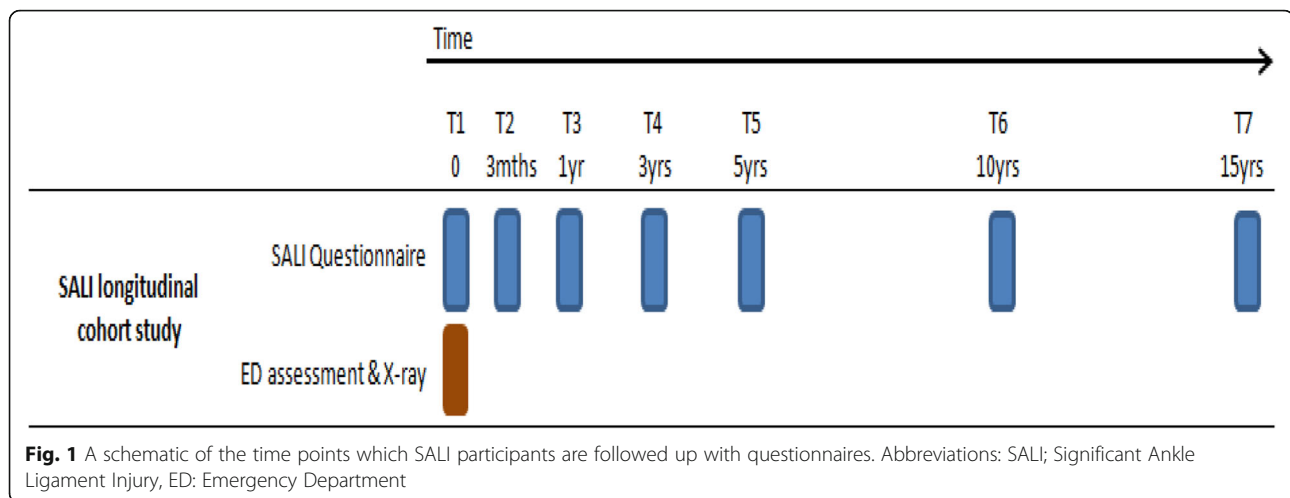 Time
T1 T2 T3 T4 T5 T6 T7
0 3mths 1yr 3yrs 5yrs 10yrs 15yrs
SALI Questionnaire
SALI longitudinal
cohort study
ED assessment & X-ray
Fig. 1 A schematic of the time points which SALI participants are followed up with questionnaires. Abbreviations: SALI; Significant Ankle
Ligament Injury, ED: Emergency Department